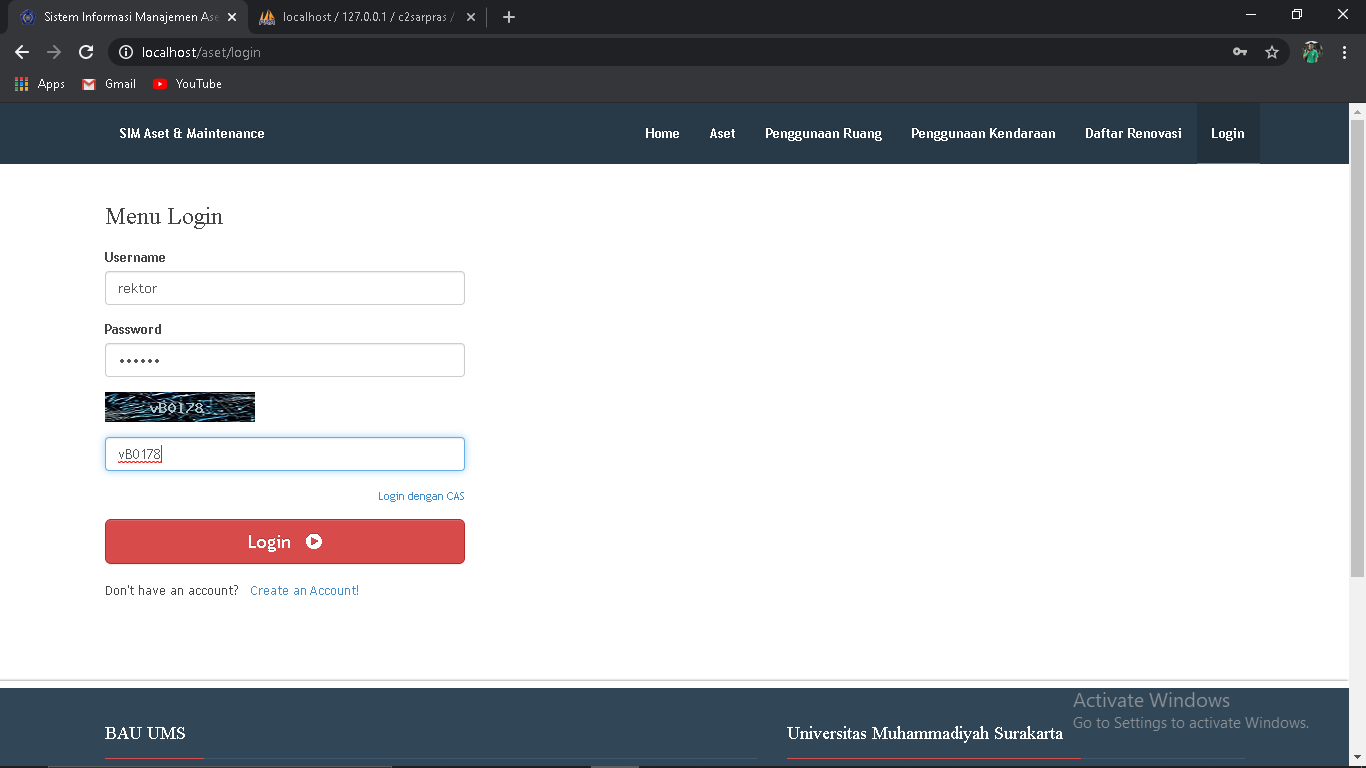 Sistem Informasi Manajemen Ase
localhost / 127.0.0.1 / c2sarpras /
localhost/aset/login
Apps Gmail YouTube
SIM Aset & Maintenance Home Aset Penggunaan Ruang Penggunaan Kendaraan Daftar Renovasi Login
Menu Login
Username
rektor
Password
vB0178
vB0178
Login dengan CAS
Login
Don't have an account? Create an Account!
Activate Windows
Go to Settings to activate Windows.
BAU UMS
Universitas Muhammadiyah Surakarta